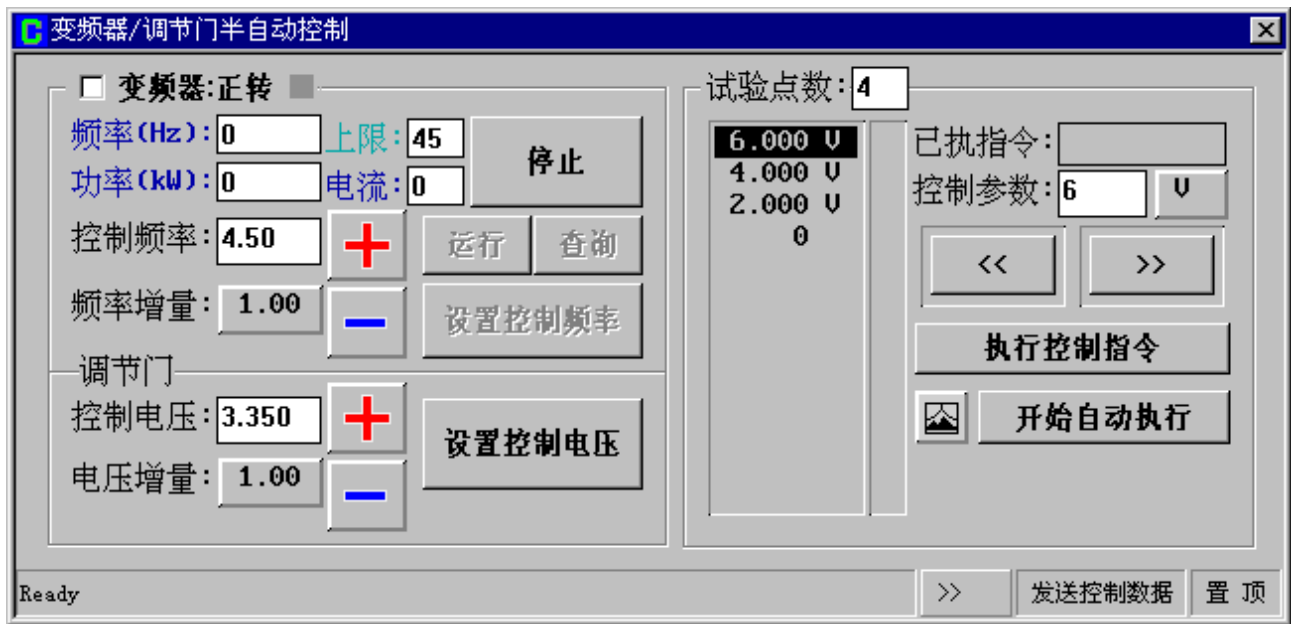 变频器/调节门半自动控制
变频器:正转
频率(Hz): 0 上限: 45
停止
功率(kW): 0 电流: 0
控制频率: 4.50 +
运行 查询
频率增量: 1.00 —
设置控制频率
调节门
控制电压: 3.350 +
设置控制电压
电压增量: 1.00 —
试验点数: 4
6.000 V
4.000 V
2.000 V
0
已执指令:
控制参数: 6 V
<< >>
执行控制指令
开始自动执行
Ready >> 发送控制数据 置 顶